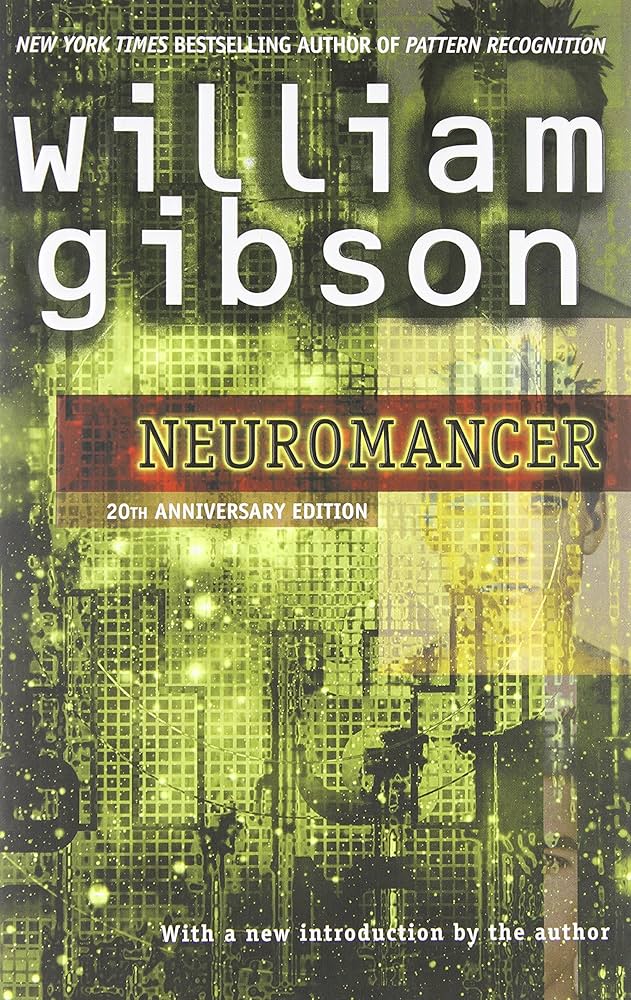 NEW YORK TIMES BESTSELLING AUTHOR OF PATTERN RECOGNITION
william
gibson
NEUROMANCER
20TH ANNIVERSARY EDITION
With a new introduction by the author